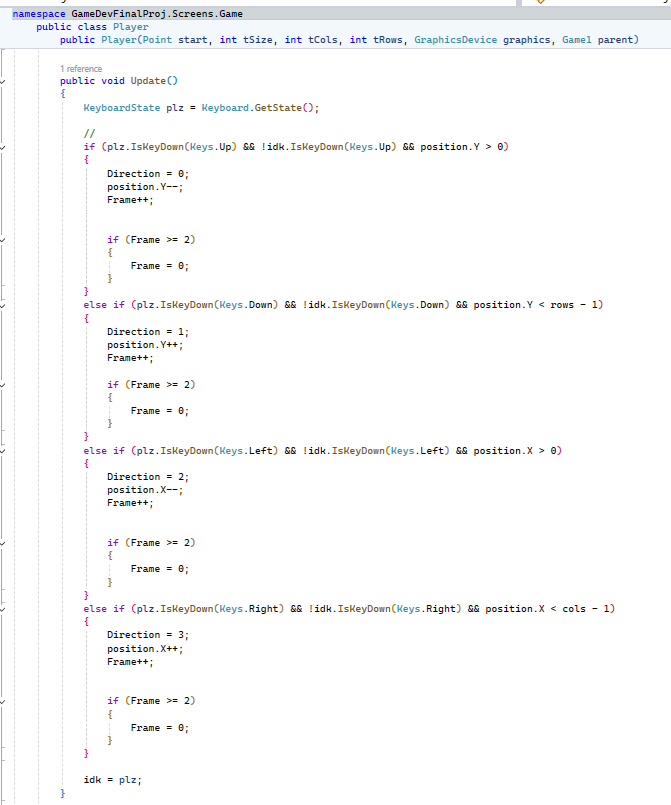 namespace GameDevFinalProj.Screens.Game
public class Player
public Player(Point start, int tSize, int tCols, int tRows, GraphicsDevice graphics, Game1 parent)
1 reference
public void Update()
{
KeyboardState plz = Keyboard.GetState();
//
if (plz.IsKeyDown(Keys.Up) && !idk.IsKeyDown(Keys.Up) && position.Y > 0)
{
Direction = 0;
position.Y--;
Frame++;
if (Frame >= 2)
{
Frame = 0;
}
}
else if (plz.IsKeyDown(Keys.Down) && !idk.IsKeyDown(Keys.Down) && position.Y < rows - 1)
{
Direction = 1;
position.Y++;
Frame++;
if (Frame >= 2)
{
Frame = 0;
}
}
else if (plz.IsKeyDown(Keys.Left) && !idk.IsKeyDown(Keys.Left) && position.X > 0)
{
Direction = 2;
position.X--;
Frame++;
if (Frame >= 2)
{
Frame = 0;
}
}
else if (plz.IsKeyDown(Keys.Right) && !idk.IsKeyDown(Keys.Right) && position.X < cols - 1)
{
Direction = 3;
position.X++;
Frame++;
if (Frame >= 2)
{
Frame = 0;
}
}
idk = plz;
}